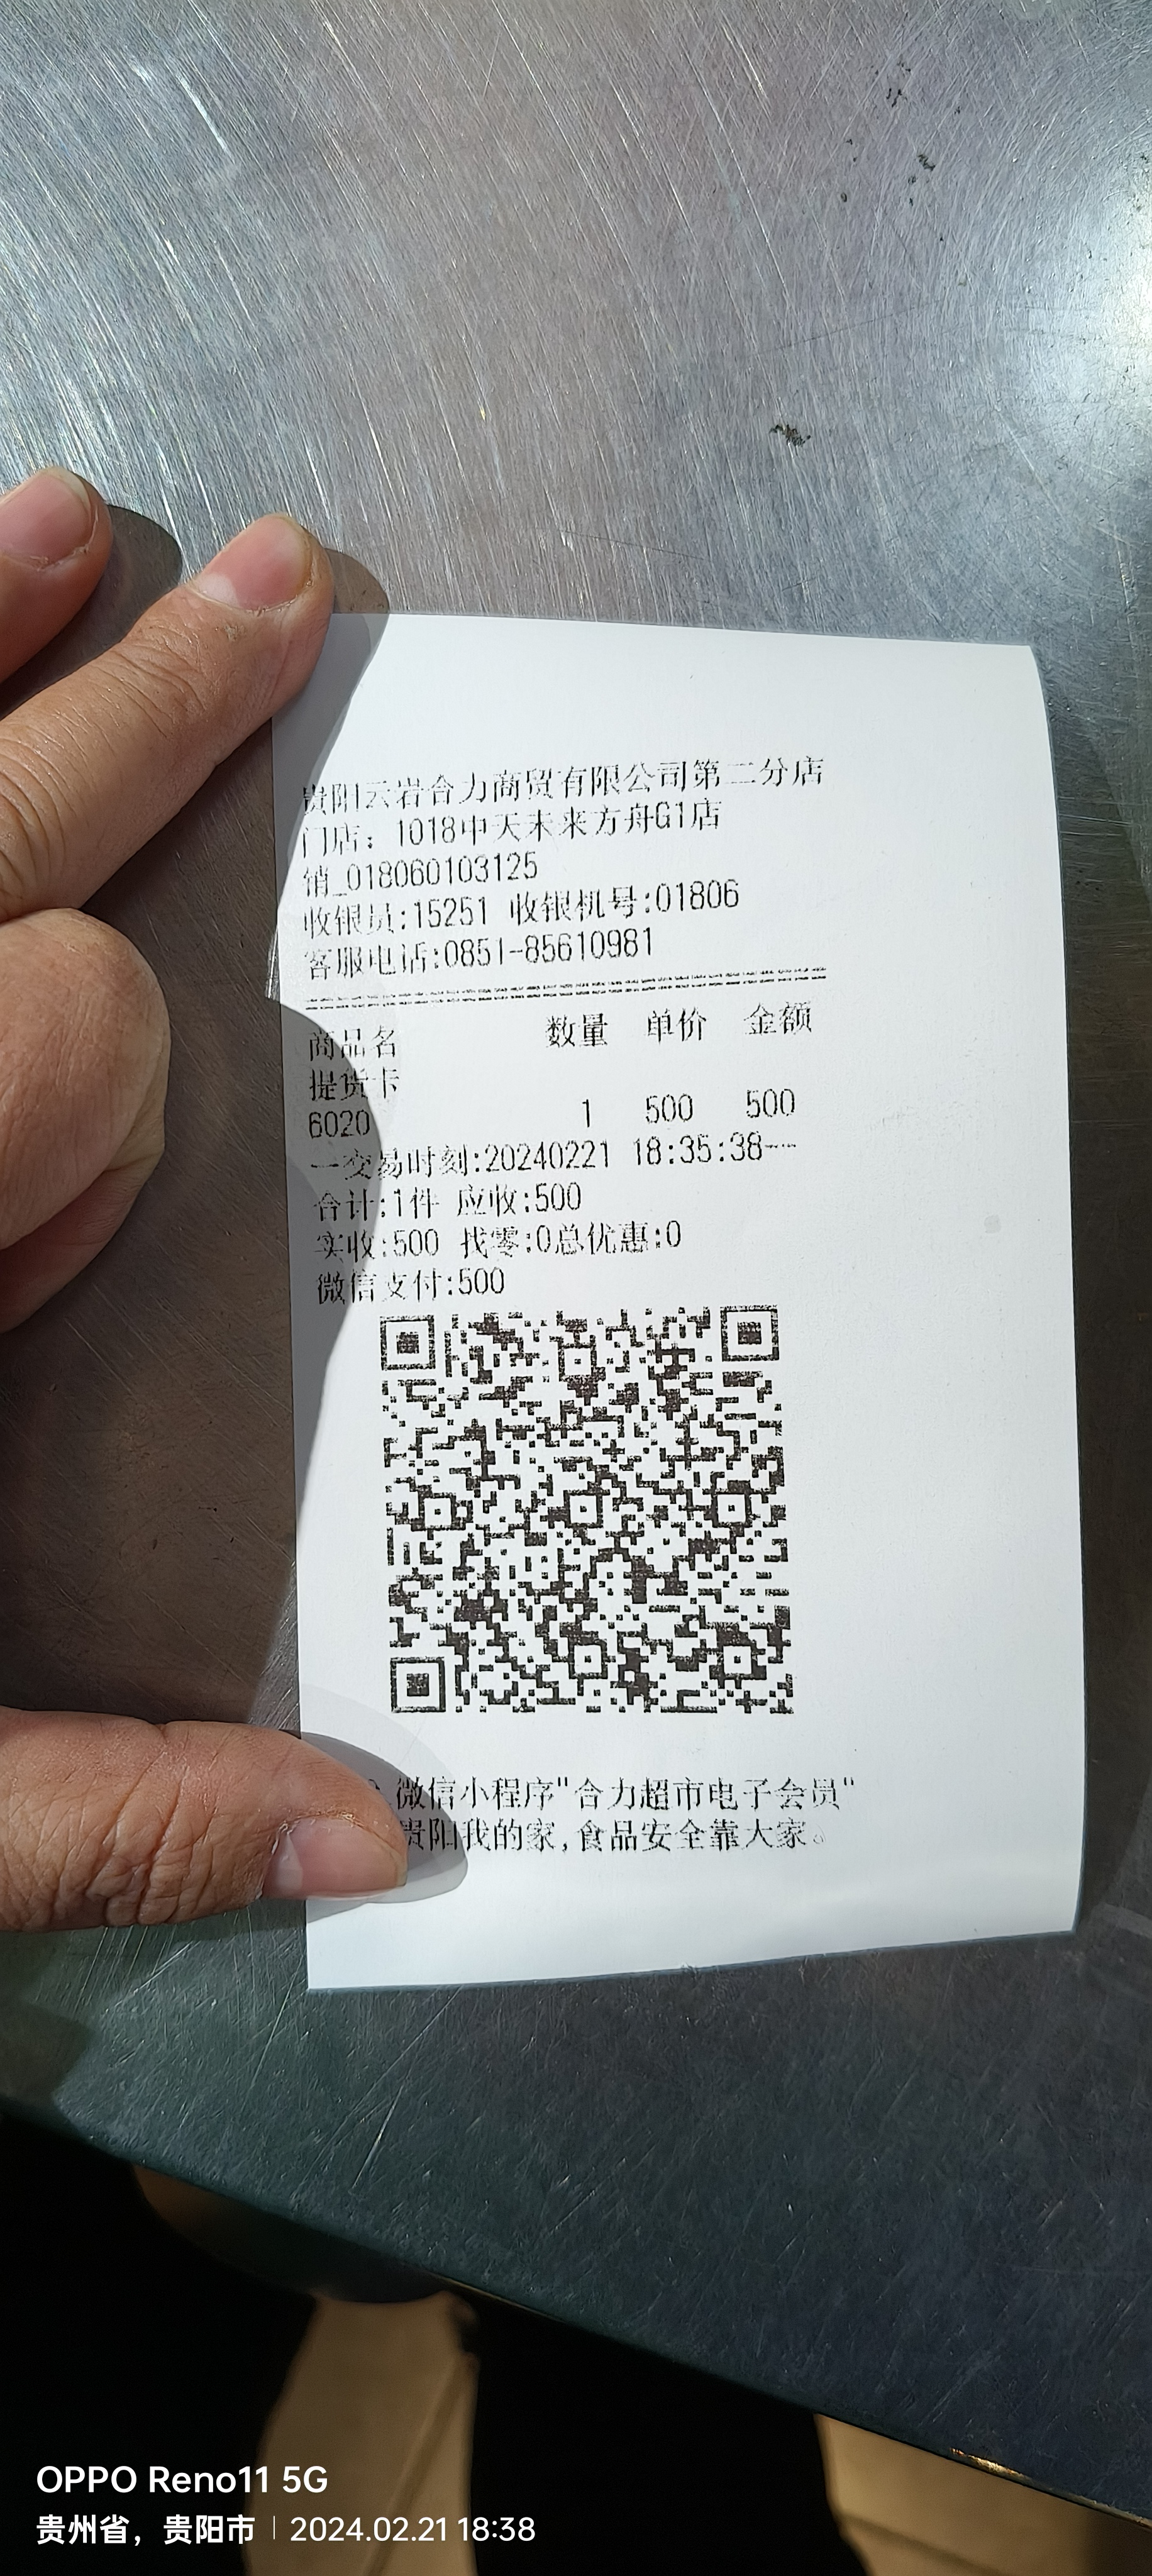 贵阳云岩合力商贸有限公司第二分店
门店：1018中天未来方舟G1店
销_018060103125
收银员:15251 收银机号:01806
客服电话:0851-85610981
商品名 数量 单价 金额
提货卡
6020 1 500 500
一交易时刻:20240221 18:35:38---
合计:1件 应收:500
实收:500 找零:0总优惠:0
微信支付:500
微信小程序"合力超市电子会员"
贵阳我的家,食品安全靠大家。
OPPO Reno11 5G
贵州省，贵阳市 | 2024.02.21 18:38